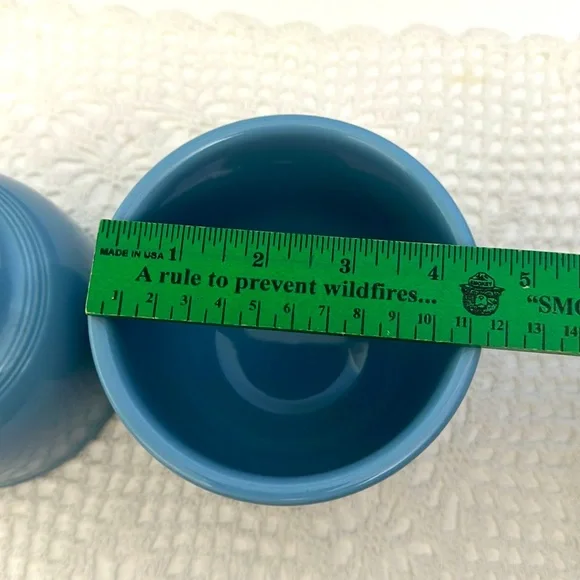 MADE IN USA 1 2 3 4 5
A rule to prevent wildfires...
"SMO
1 2 3 4 5 6 7 8 9 10 11 12 13 14